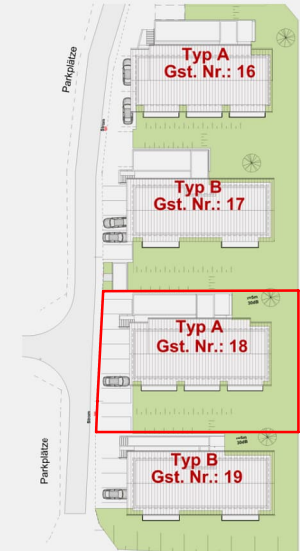 Parkplätze
Typ A
Gst. Nr.: 16
Typ B
Gst. Nr.: 17
Typ A
Gst. Nr.: 18
Parkplätze
Typ B
Gst. Nr.: 19